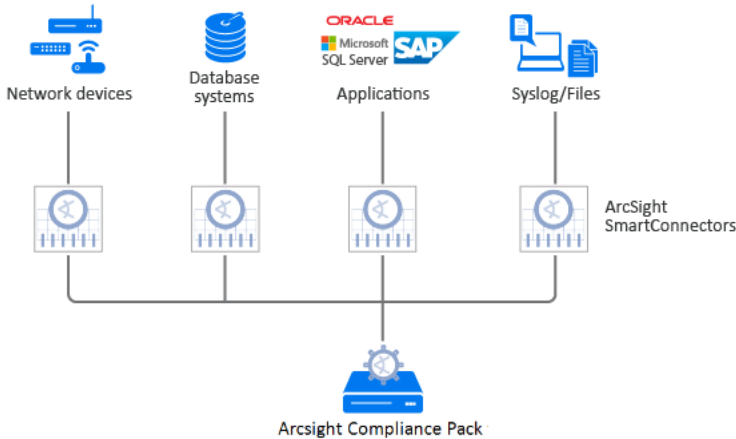 ORACLE
Microsoft
SQL Server
SAP
Network devices
Database
systems
Applications
Syslog/Files
ArcSight
SmartConnectors
Arcsight Compliance Pack